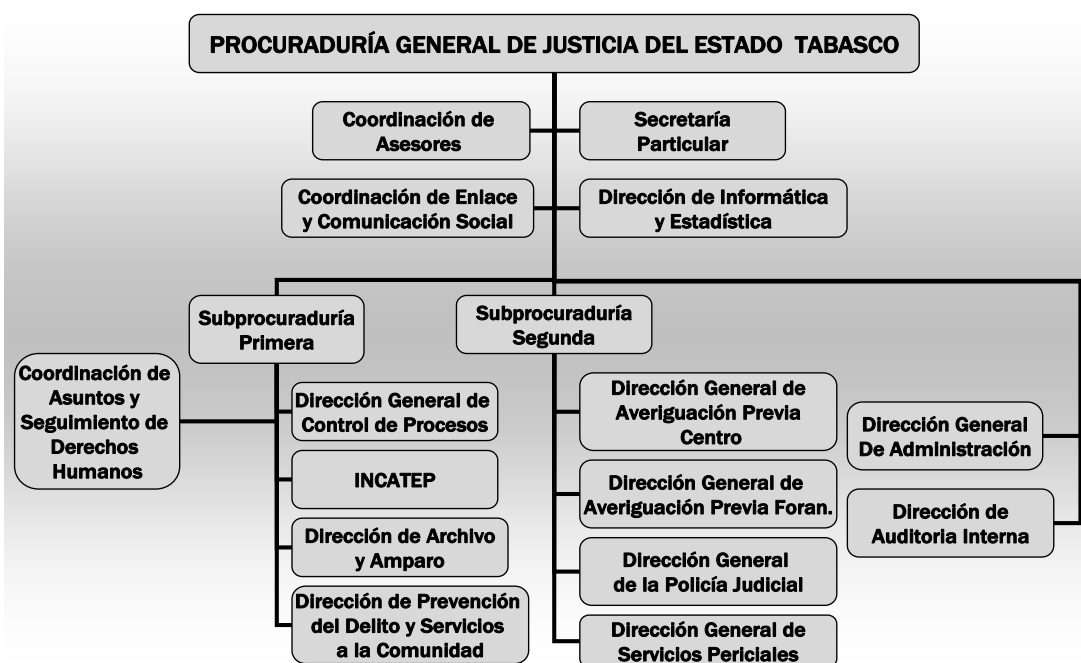 PROCURADURÍA GENERAL DE JUSTICIA DEL ESTADO TABASCO
Coordinación de
Asesores
Secretaría
Particular
Coordinación de Enlace
y Comunicación Social
Dirección de Informática
y Estadística
Subprocuraduría
Primera
Subprocuraduría
Segunda
Coordinación de
Asuntos y
Seguimiento de
Derechos
Humanos
Dirección General de
Control de Procesos
INCATEP
Dirección de Archivo
y Amparo
Dirección de Prevención
del Delito y Servicios
a la Comunidad
Dirección General de
Averiguación Previa
Centro
Dirección General de
Averiguación Previa Foran.
Dirección General
de la Policía Judicial
Dirección General de
Servicios Periciales
Dirección General
De Administración
Dirección de
Auditoria Interna